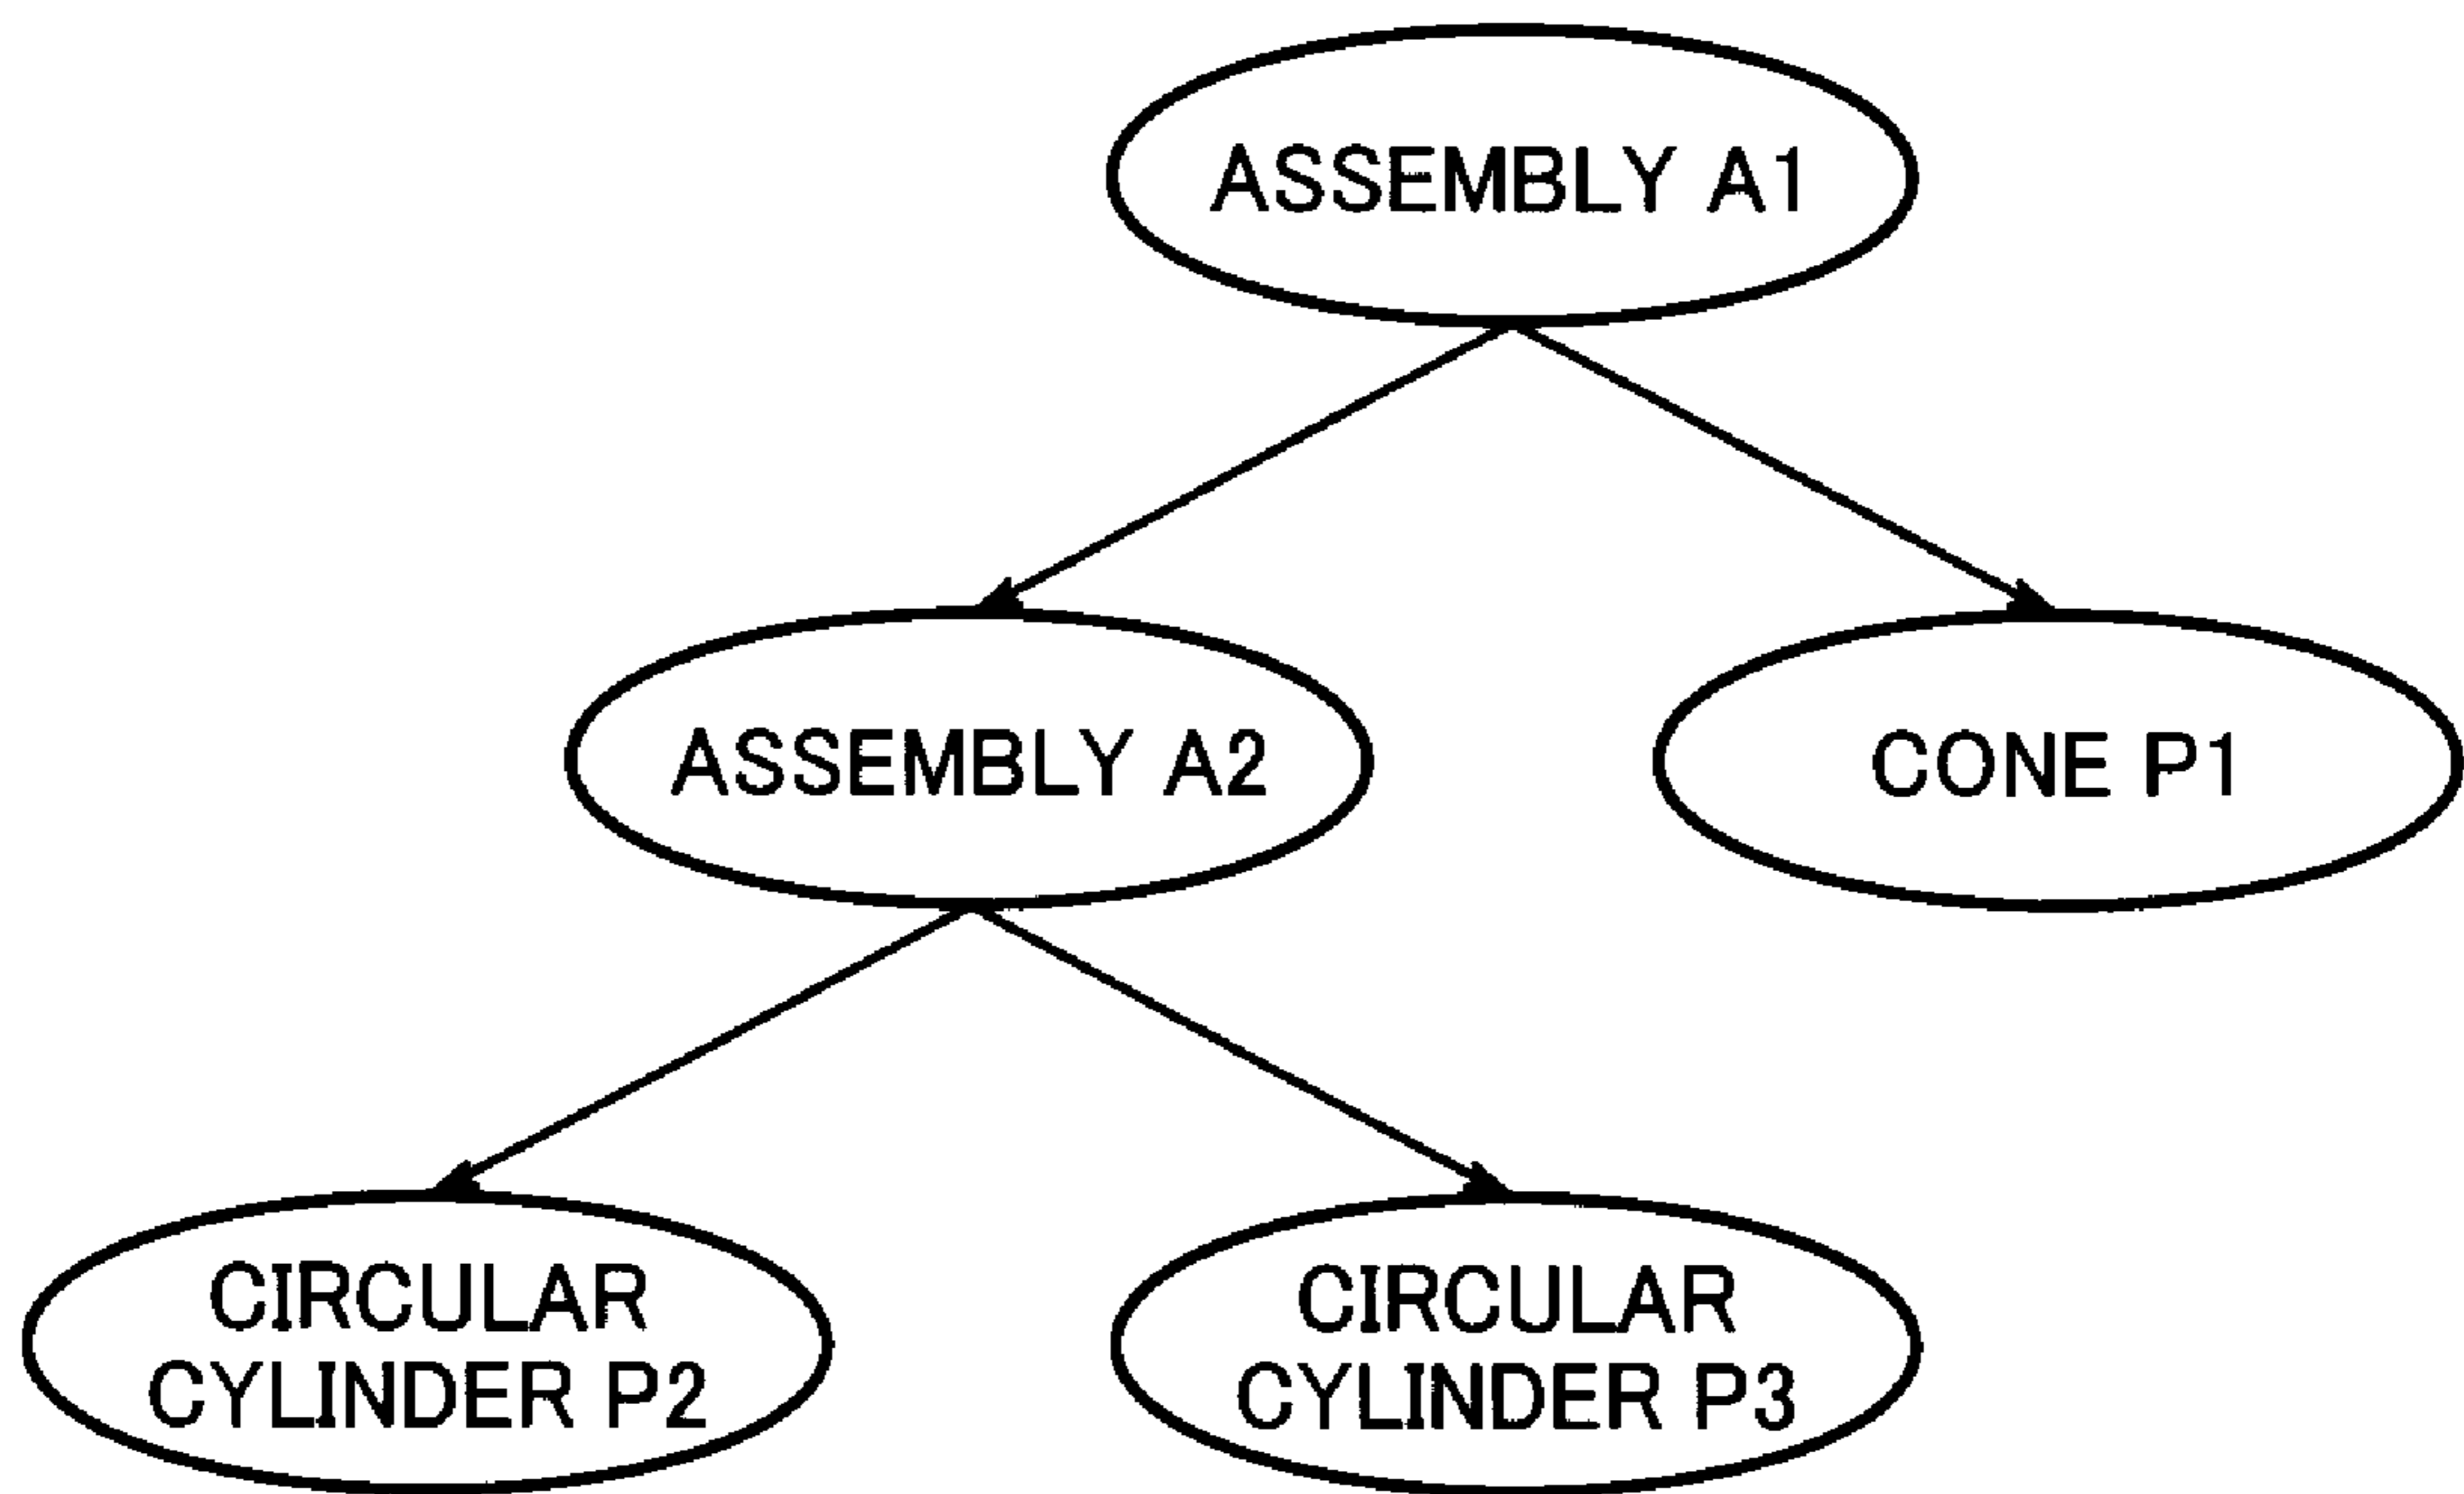 ASSEMBLY A1
ASSEMBLY A2
CONE P1
CIRCULAR
CYLINDER P2
CIRCULAR
CYLINDER P3